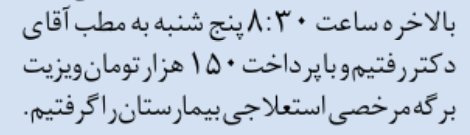 بالاخره ساعت ۸:۳۰ پنج شنبه به مطب آقای
دکتر رفتیم و با پرداخت ۱۵۰ هزار تومان ویزیت
برگه مرخصی استعلاجی بیمارستان را گرفتیم.